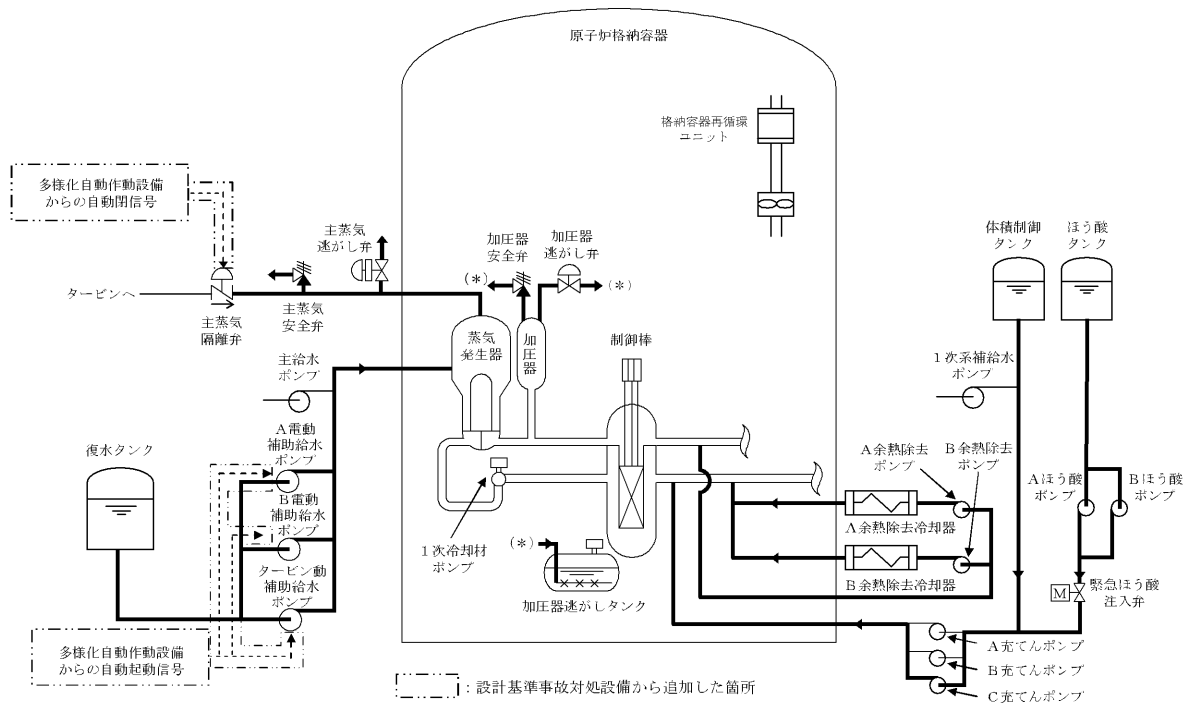 原子炉格納容器
格納容器再循環
ユニット
多様化自動作動設備
からの自動閉信号
主蒸気
逃がし弁
加圧器
安全弁
加圧器
逃がし弁
(*)
(*)
体積制御
タンク
ほう酸
タンク
タービンへ
主蒸気
隔離弁
主蒸気
安全弁
蒸気
発生器
加圧器
制御棒
主給水
ポンプ
1次系補給水
ポンプ
復水タンク
A電動
補助給水
ポンプ
B電動
補助給水
ポンプ
タービン動
補助給水
ポンプ
A余熱除去
ポンプ
B余熱除去
ポンプ
Aほう酸
ポンプ
Bほう酸
ポンプ
A余熱除去冷却器
B余熱除去冷却器
1次冷却材
ポンプ
(*)
加圧器逃がしタンク
M
緊急ほう酸
注入弁
A充てんポンプ
B充てんポンプ
C充てんポンプ
多様化自動作動設備
からの自動起動信号
:設計基準事故対処設備から追加した箇所